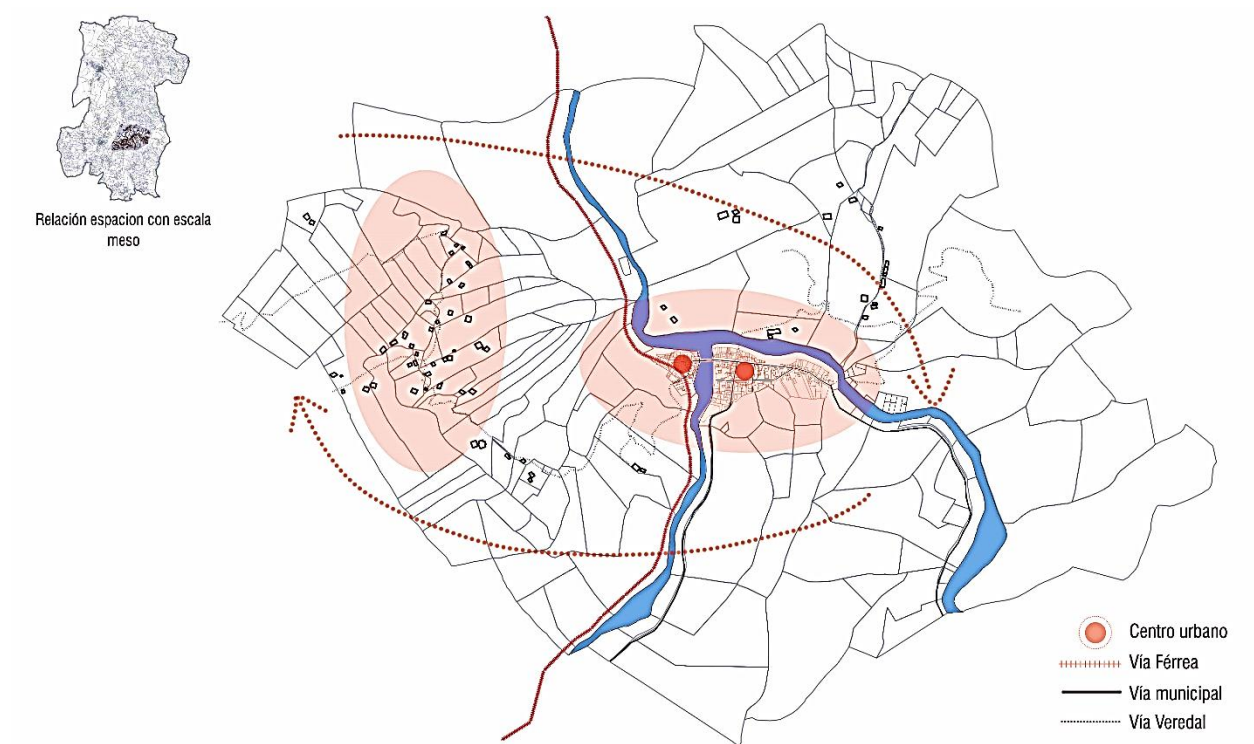 Relación espacion con escala
meso
Centro urbano
Vía Férrea
Vía municipal
Vía Veredal